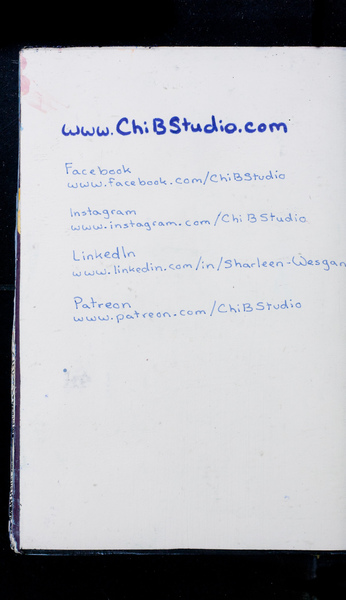 www.ChiBStudio.com
Facebook
www.facebook.com/ChiBStudio
Instagram
www.instagram.com/ChiBStudio
LinkedIn
www.linkedin.com/in/Sharleen-Wesgan
Patreon
www.patreon.com/ChiBStudio